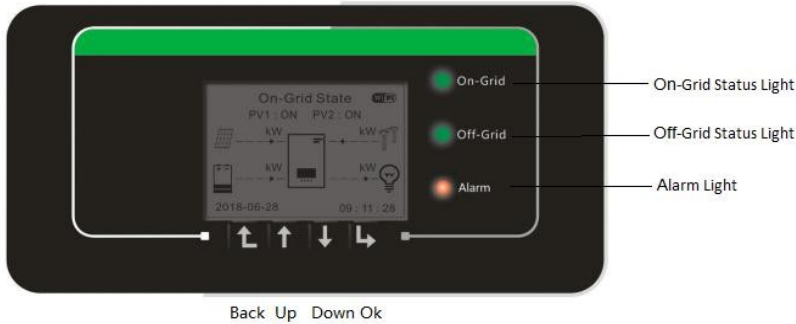 On-Grid State WiFi
PV1 : ON PV2 : ON
kW kW
kW kW
2018-06-28 09 : 11 : 28
On-Grid
Off-Grid
Alarm
On-Grid Status Light
Off-Grid Status Light
Alarm Light
Back Up Down Ok